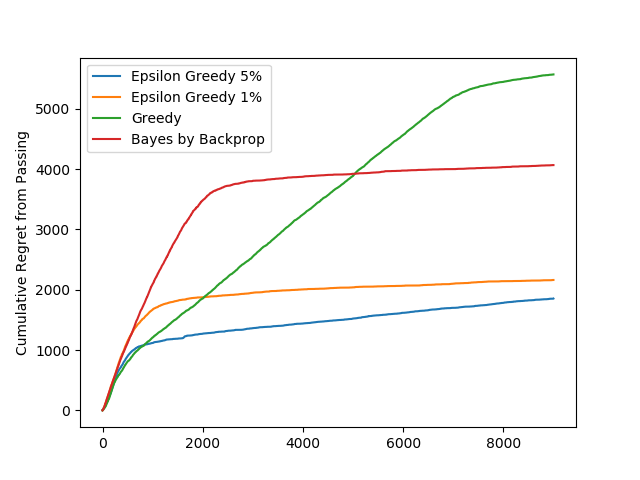 Epsilon Greedy 5%
Epsilon Greedy 1%
Greedy
Bayes by Backprop
Cumulative Regret from Passing
5000
4000
3000
2000
1000
0
0 2000 4000 6000 8000